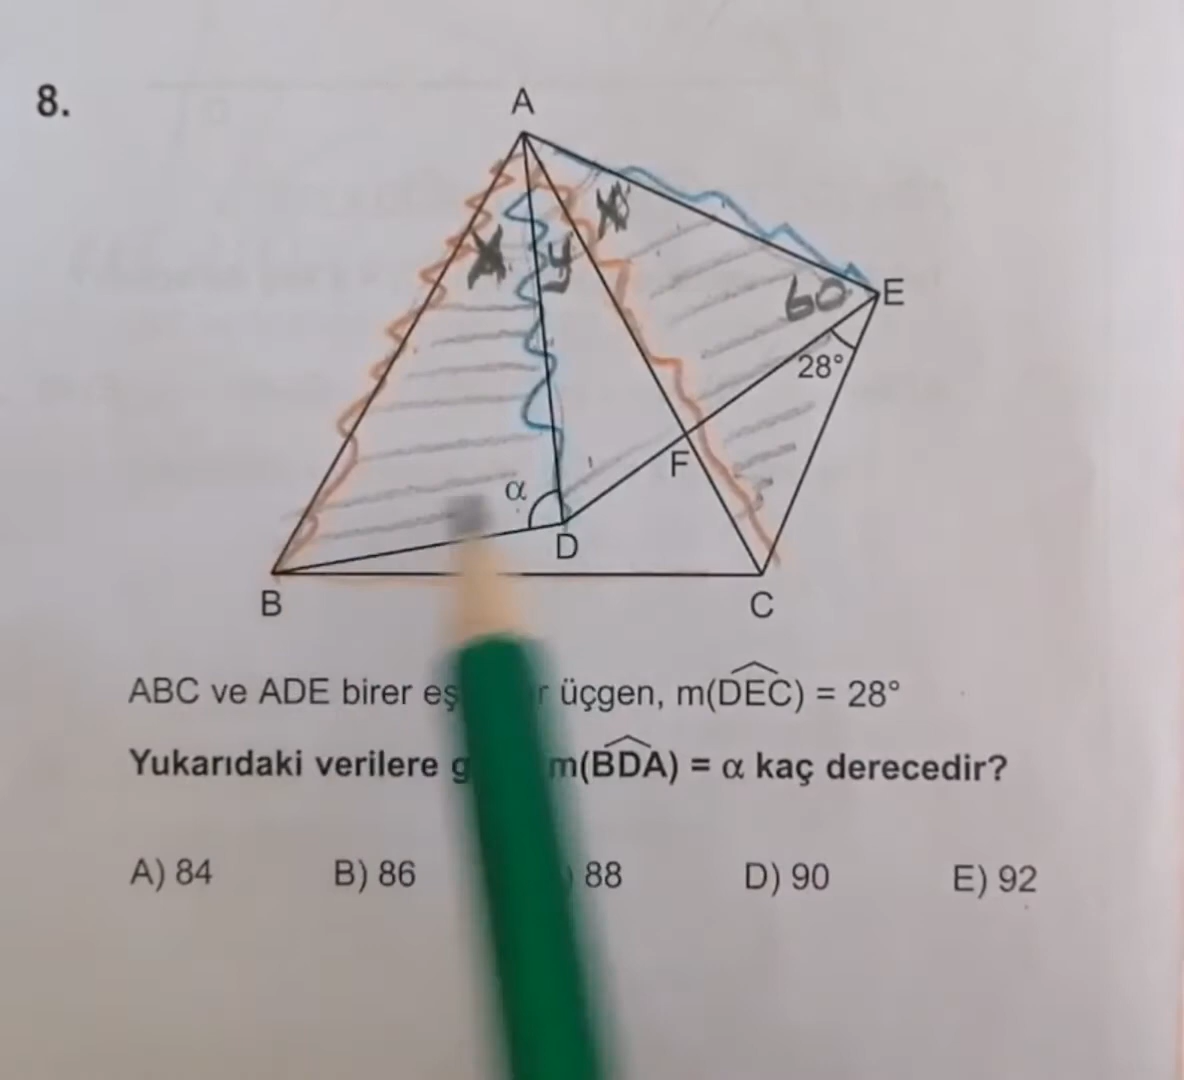 8.
A
x y x
60 E
28°
F
α
D
B C
ABC ve ADE birer üçgen, m(DEC) = 28°
Yukarıdaki verilere m(BDA) = α kaç derecedir?
A) 84 B) 86 ) 88 D) 90 E) 92